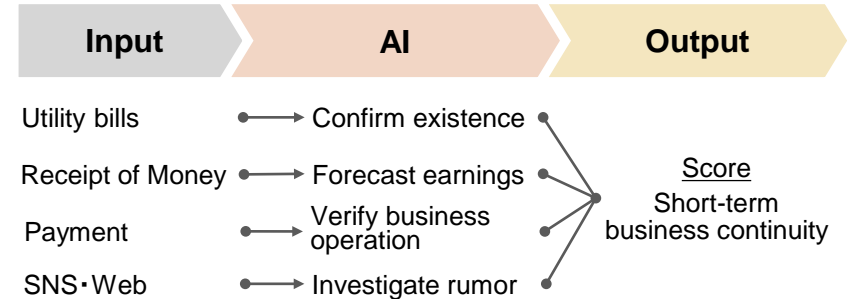 Input
AI
Output
Utility bills
Confirm existence
Receipt of Money
Forecast earnings
Payment
Verify business
operation
SNS・Web
Investigate rumor
Score
Short-term
business continuity